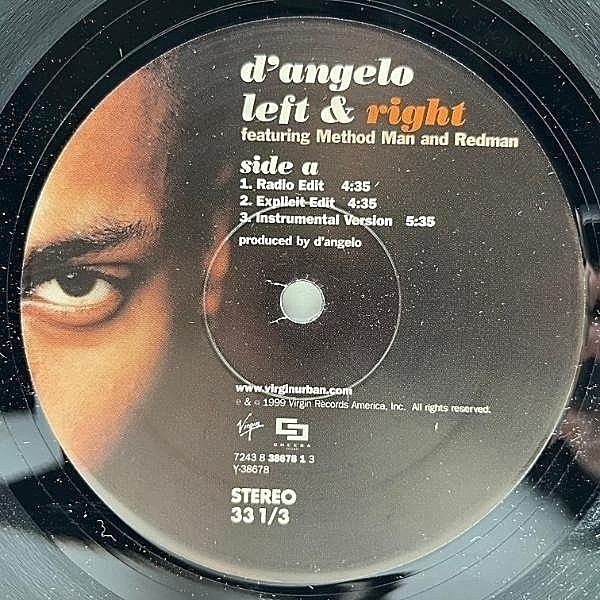 d'angelo
left & right
featuring Method Man and Redman
side a
1. Radio Edit 4:35
2. Explicit Edit 4:35
3. Instrumental Version 5:35
produced by d'angelo
www.virginurban.com
℗ & © 1999 Virgin Records America, Inc. All rights reserved.
Virgin
CHEEBA
7243 8 38678 1 3
Y-38678
STEREO
33 1/3